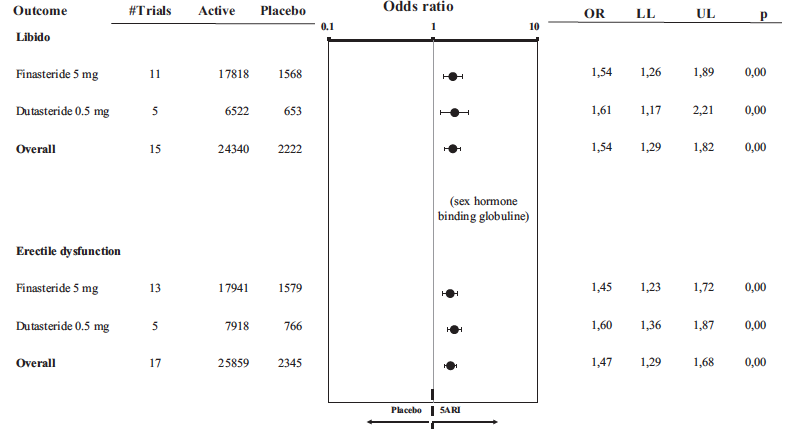 Outcome #Trials Active Placebo Odds ratio OR LL UL p
0.1 1 10
Libido
Finasteride 5 mg 11 17818 1568 1,54 1,26 1,89 0,00
Dutasteride 0.5 mg 5 6522 653 1,61 1,17 2,21 0,00
Overall 15 24340 2222 1,54 1,29 1,82 0,00
(sex hormone
binding globuline)
Erectile dysfunction
Finasteride 5 mg 13 17941 1579 1,45 1,23 1,72 0,00
Dutasteride 0.5 mg 5 7918 766 1,60 1,36 1,87 0,00
Overall 17 25859 2345 1,47 1,29 1,68 0,00
Placebo 5ARI